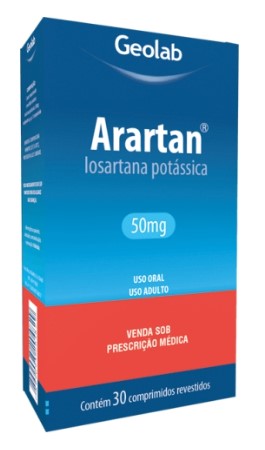 Geolab
Arartan®
losartana potássica
50mg
USO ORAL
USO ADULTO
VENDA SOB
PRESCRIÇÃO MÉDICA
Contém 30 comprimidos revestidos